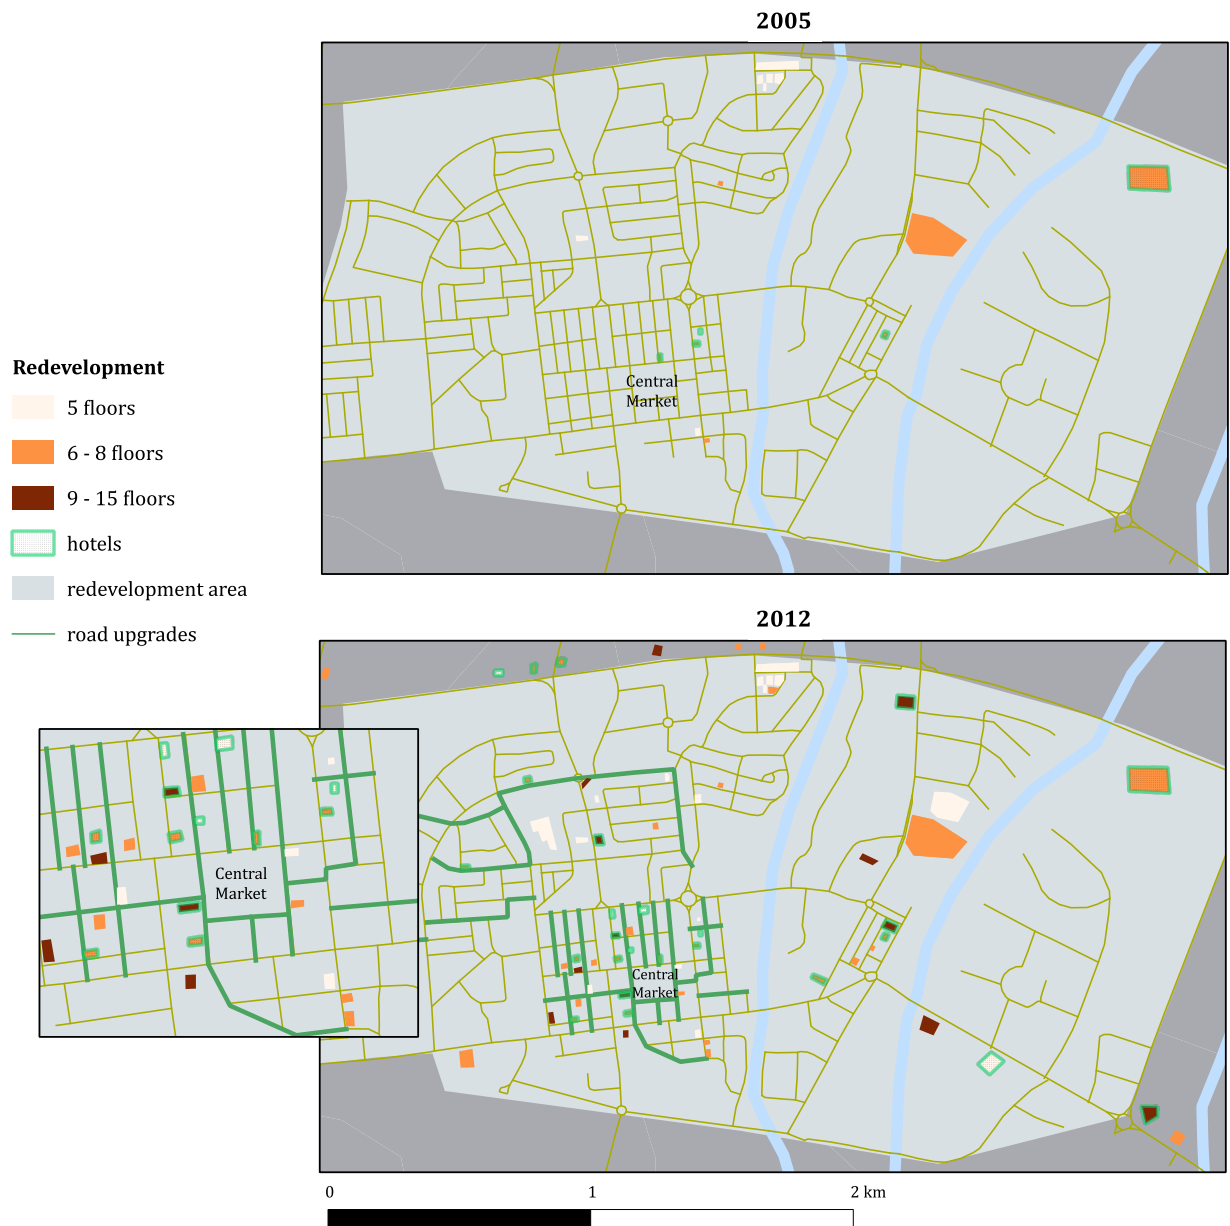 2005
Central
Market
Redevelopment
5 floors
6 - 8 floors
9 - 15 floors
hotels
redevelopment area
road upgrades
2012
Central
Market
Central
Market
0 1 2 km